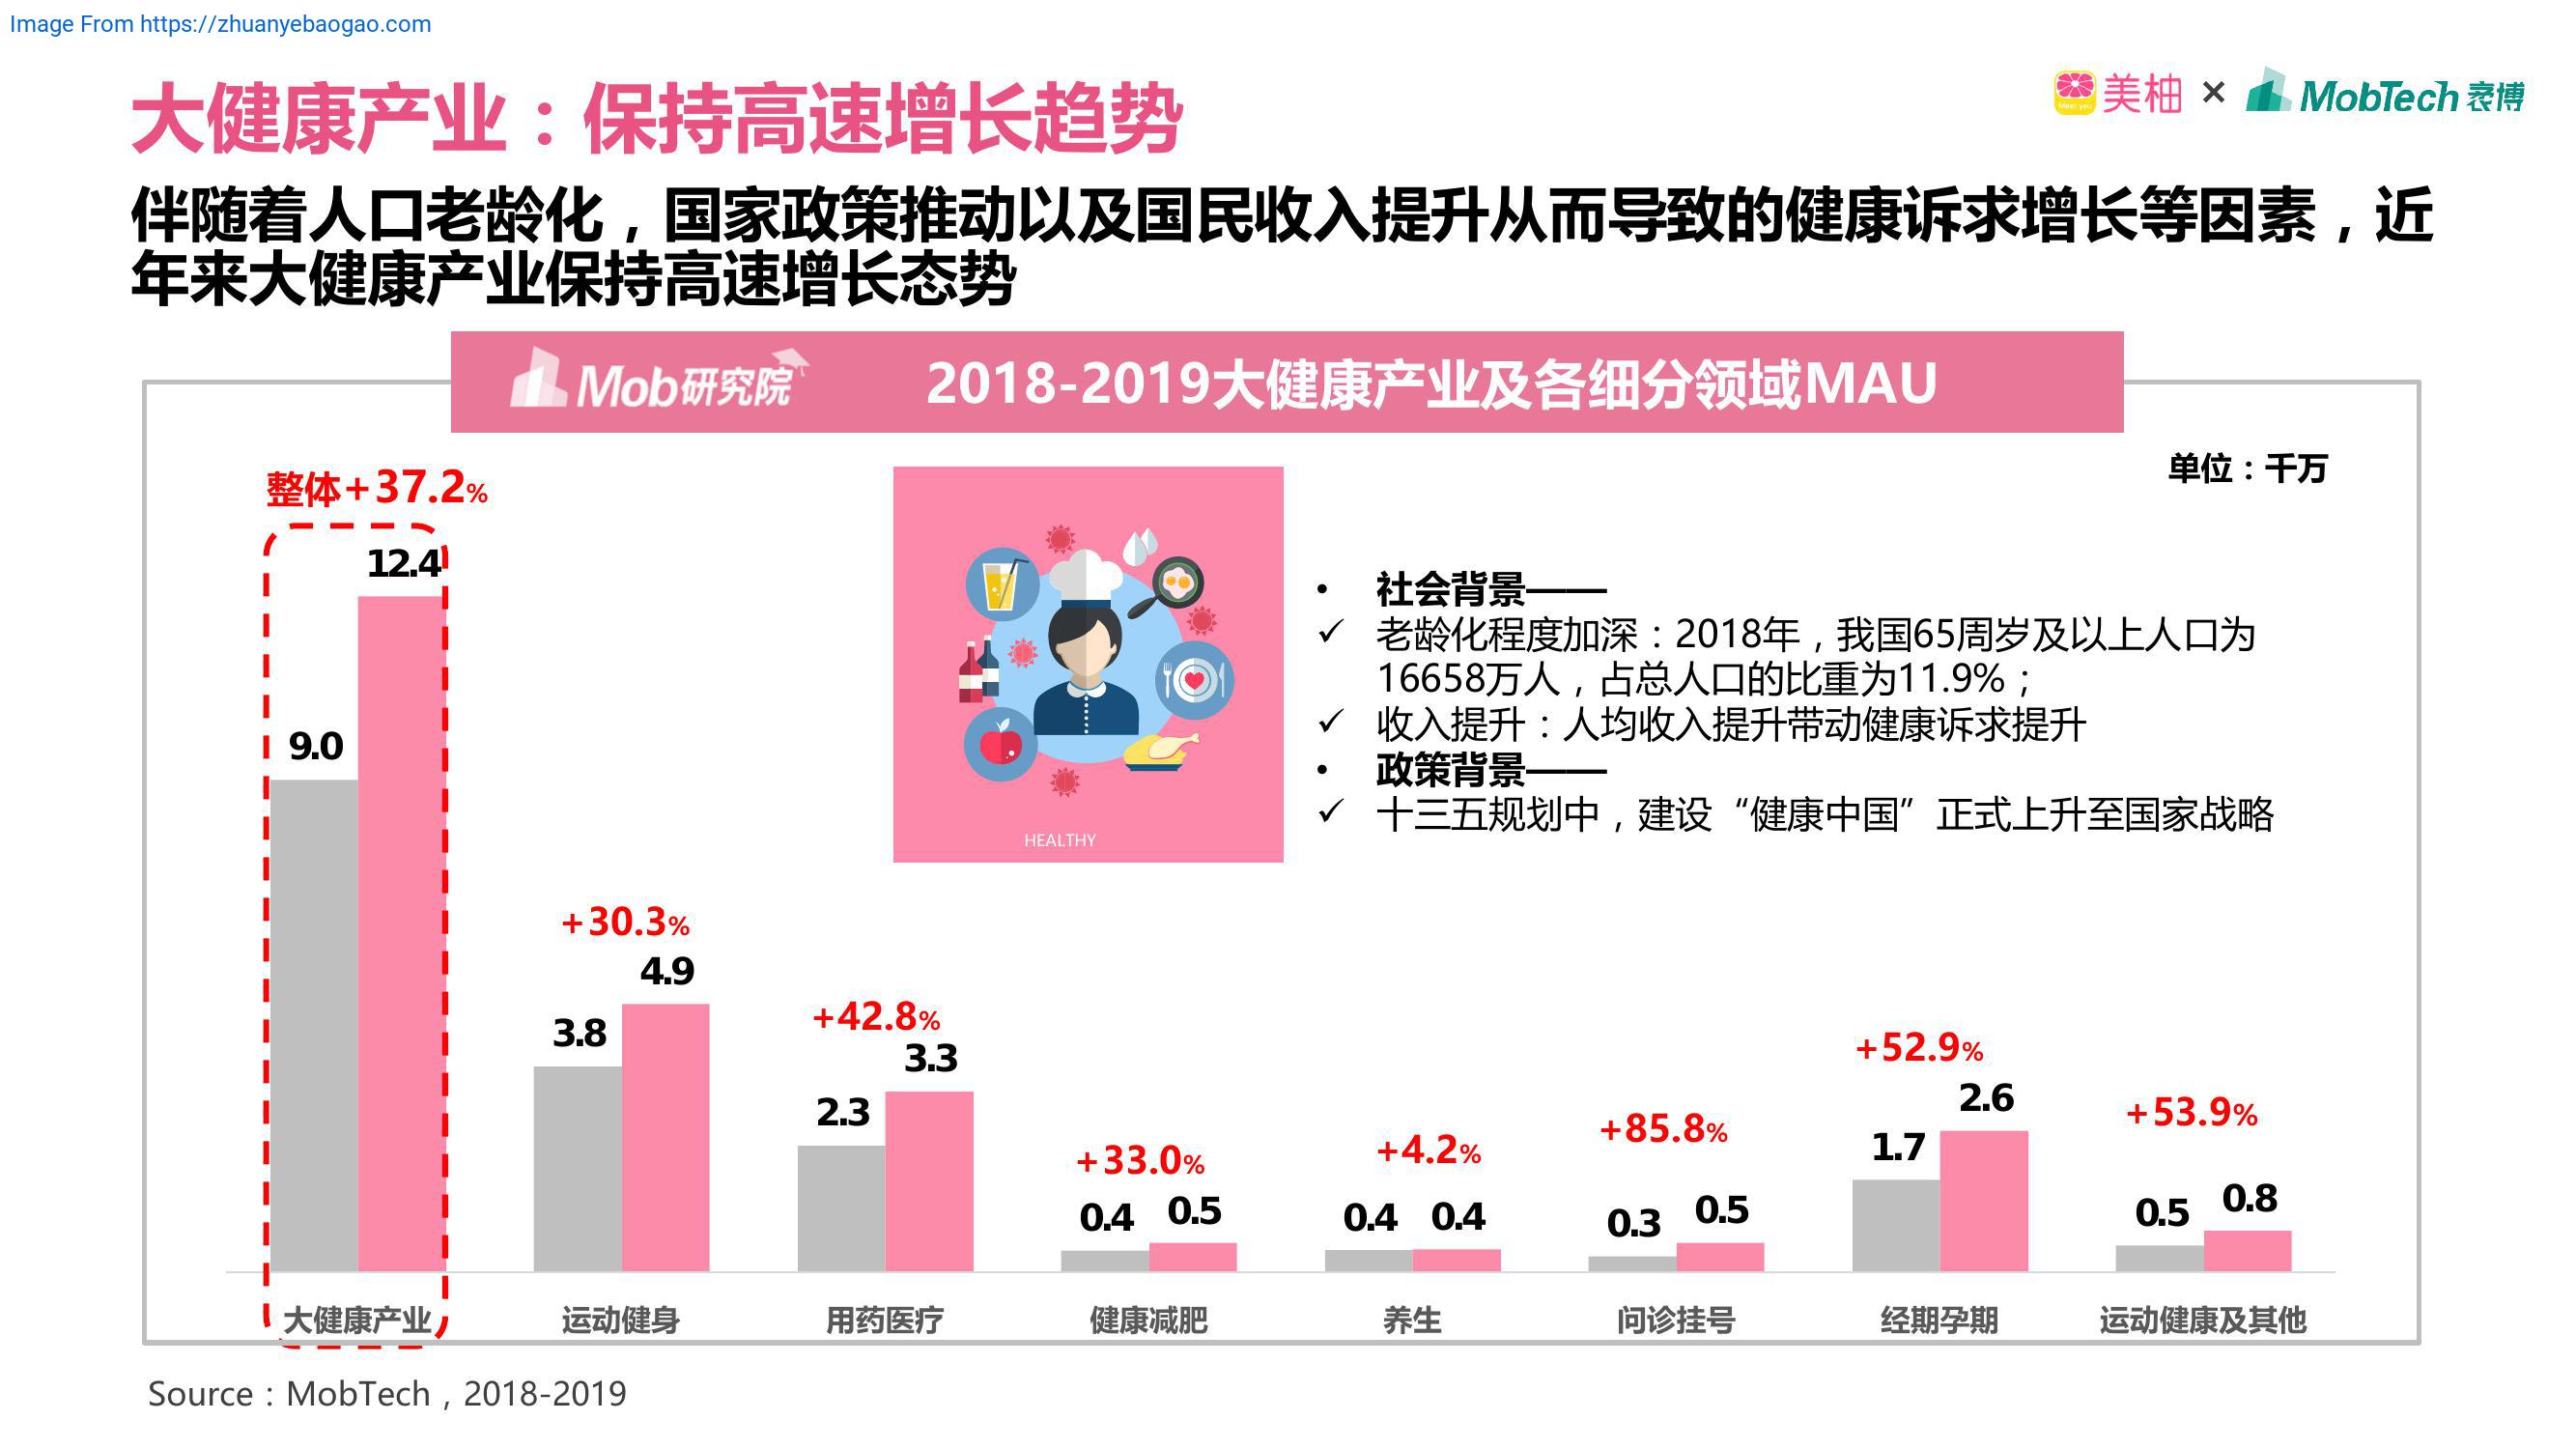 Image From https://zhuanyebaogao.com
大健康产业：保持高速增长趋势
美柚 × MobTech 袤博
伴随着人口老龄化，国家政策推动以及国民收入提升从而导致的健康诉求增长等因素，近
年来大健康产业保持高速增长态势
Mob研究院 2018-2019大健康产业及各细分领域MAU
单位：千万
整体+37.2%
12.4
9.0
HEALTHY
• 社会背景——
✓ 老龄化程度加深：2018年，我国65周岁及以上人口为
16658万人，占总人口的比重为11.9%；
✓ 收入提升：人均收入提升带动健康诉求提升
• 政策背景——
✓ 十三五规划中，建设“健康中国”正式上升至国家战略
+30.3%
3.8 4.9
+42.8%
2.3 3.3
+33.0%
0.4 0.5
+4.2%
0.4 0.4
+85.8%
0.3 0.5
+52.9%
1.7 2.6
+53.9%
0.5 0.8
大健康产业 运动健身 用药医疗 健康减肥 养生 问诊挂号 经期孕期 运动健康及其他
Source：MobTech，2018-2019